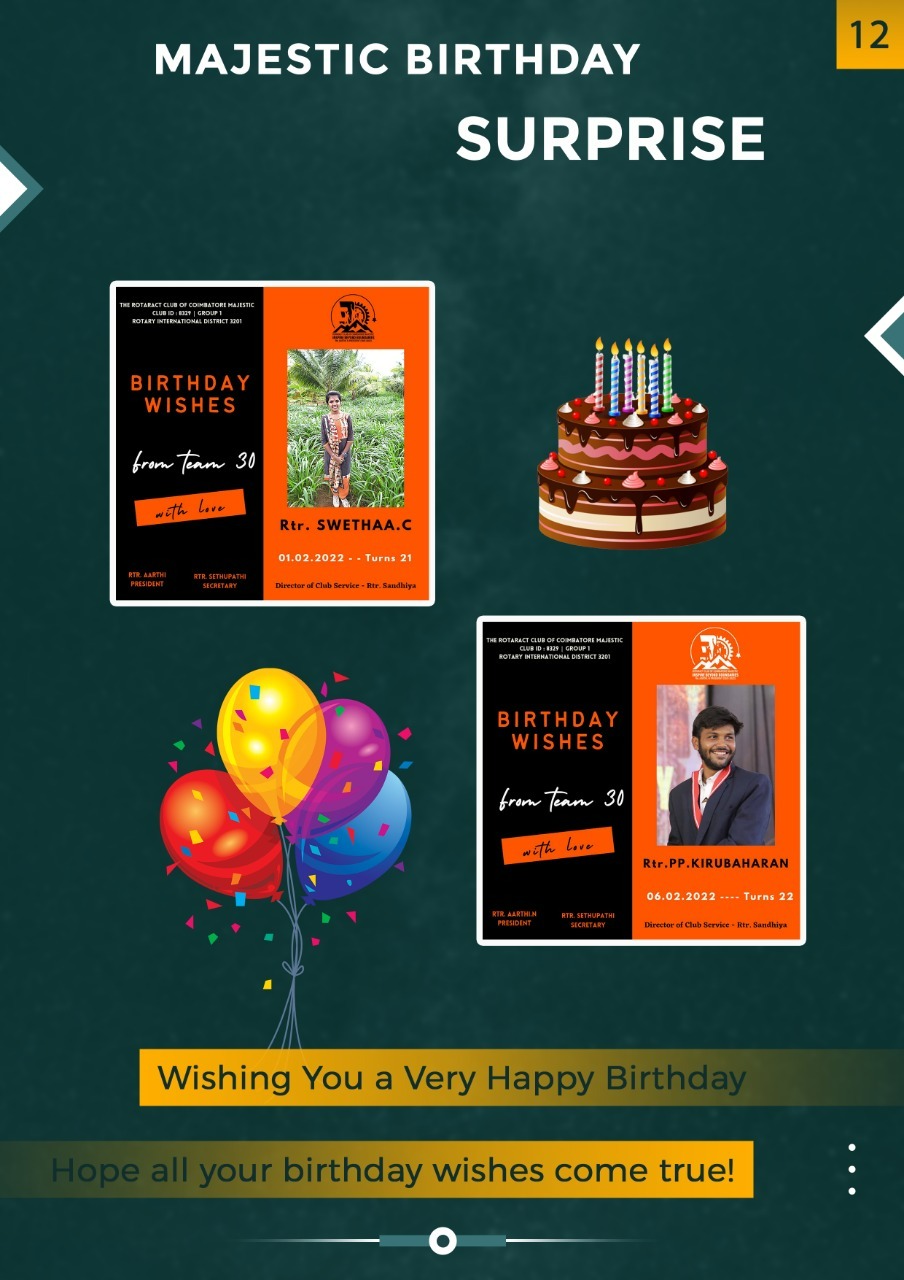 12
MAJESTIC BIRTHDAY
SURPRISE
THE ROTARACT CLUB OF COIMBATORE MAJESTIC
CLUB ID : 8329 | GROUP 1
ROTARY INTERNATIONAL DISTRICT 3201
BIRTHDAY
WISHES
from team 30
with love
RTR. AARTHI
PRESIDENT
RTR. SETHUPATHI
SECRETARY
Rtr. SWETHAA.C
01.02.2022 - - Turns 21
Director of Club Service - Rtr. Sandhiya
THE ROTARACT CLUB OF COIMBATORE MAJESTIC
CLUB ID : 8329 | GROUP 1
ROTARY INTERNATIONAL DISTRICT 3201
BIRTHDAY
WISHES
from team 30
with love
RTR. AARTHI.N
PRESIDENT
RTR. SETHUPATHI
SECRETARY
Rtr.PP.KIRUBAHARAN
06.02.2022 ---- Turns 22
Director of Club Service - Rtr. Sandhiya
Wishing You a Very Happy Birthday
Hope all your birthday wishes come true!